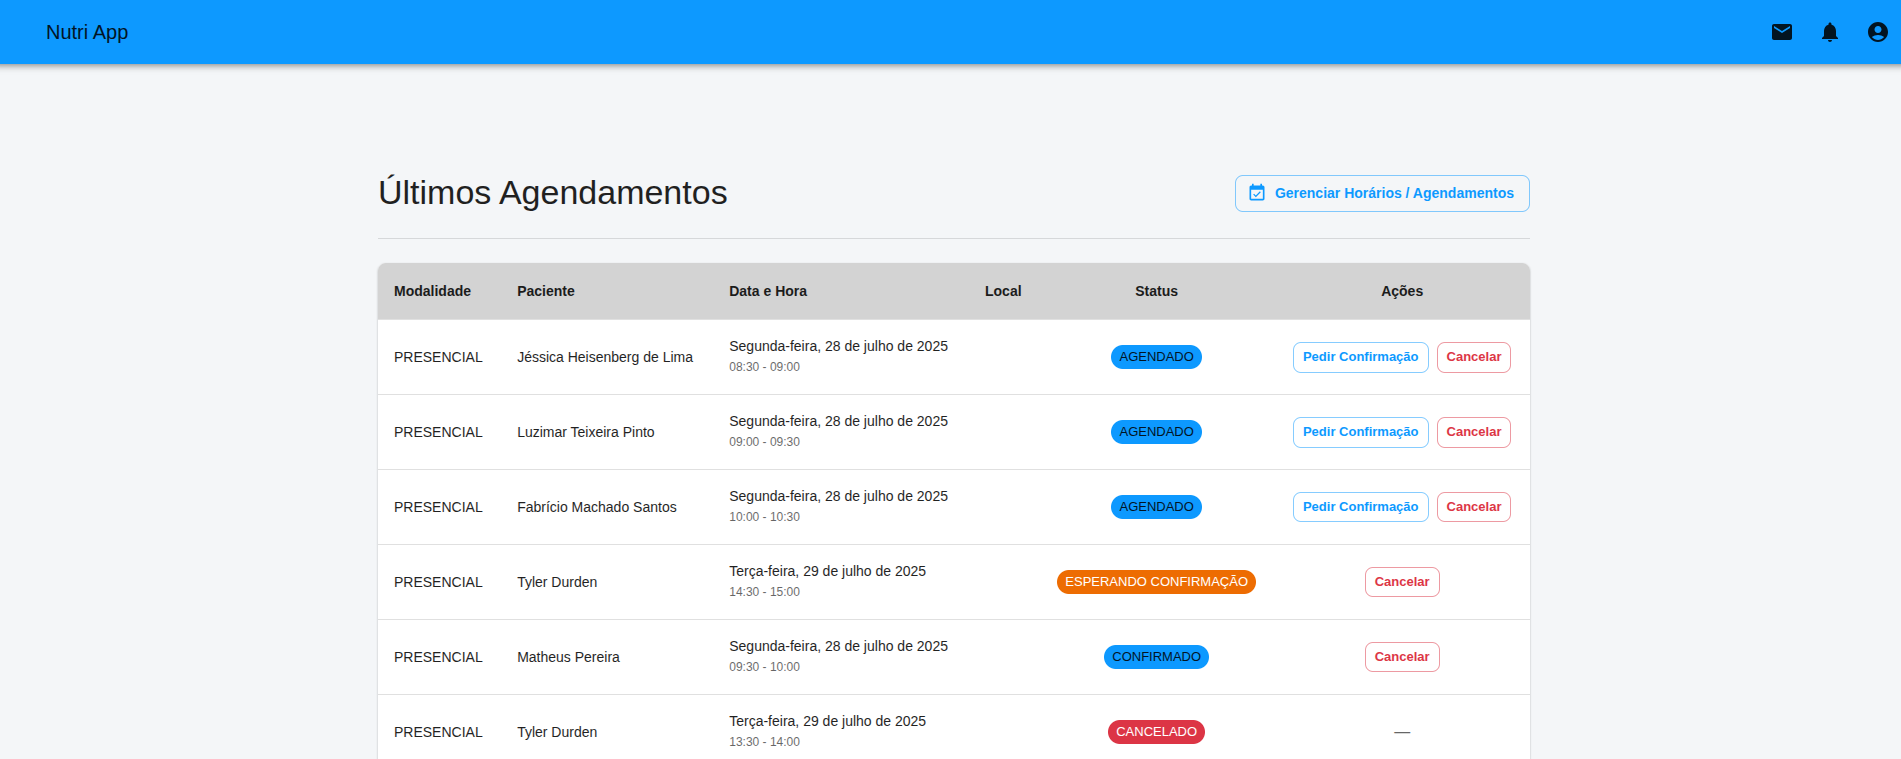 Nutri App
Últimos Agendamentos
Gerenciar Horários / Agendamentos
Modalidade Paciente Data e Hora Local Status Ações
PRESENCIAL Jéssica Heisenberg de Lima Segunda-feira, 28 de julho de 2025 AGENDADO Pedir Confirmação Cancelar
08:30 - 09:00
PRESENCIAL Luzimar Teixeira Pinto Segunda-feira, 28 de julho de 2025 AGENDADO Pedir Confirmação Cancelar
09:00 - 09:30
PRESENCIAL Fabrício Machado Santos Segunda-feira, 28 de julho de 2025 AGENDADO Pedir Confirmação Cancelar
10:00 - 10:30
PRESENCIAL Tyler Durden Terça-feira, 29 de julho de 2025 ESPERANDO CONFIRMAÇÃO Cancelar
14:30 - 15:00
PRESENCIAL Matheus Pereira Segunda-feira, 28 de julho de 2025 CONFIRMADO Cancelar
09:30 - 10:00
PRESENCIAL Tyler Durden Terça-feira, 29 de julho de 2025 CANCELADO —
13:30 - 14:00